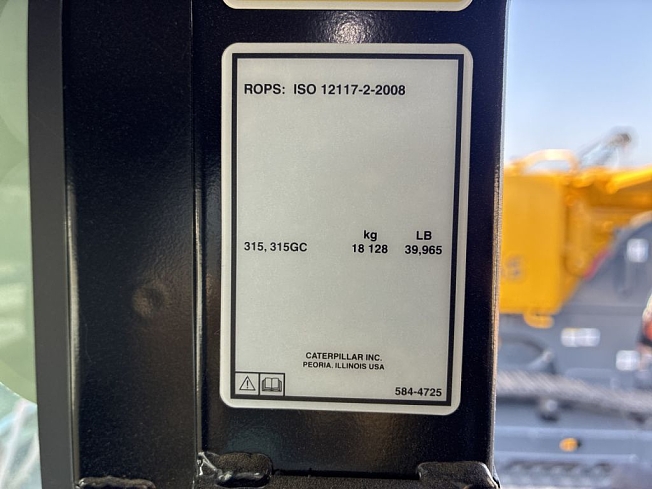 ROPS: ISO 12117-2-2008
kg LB
315, 315GC 18 128 39,965
CATERPILLAR INC.
PEORIA, ILLINOIS USA
584-4725